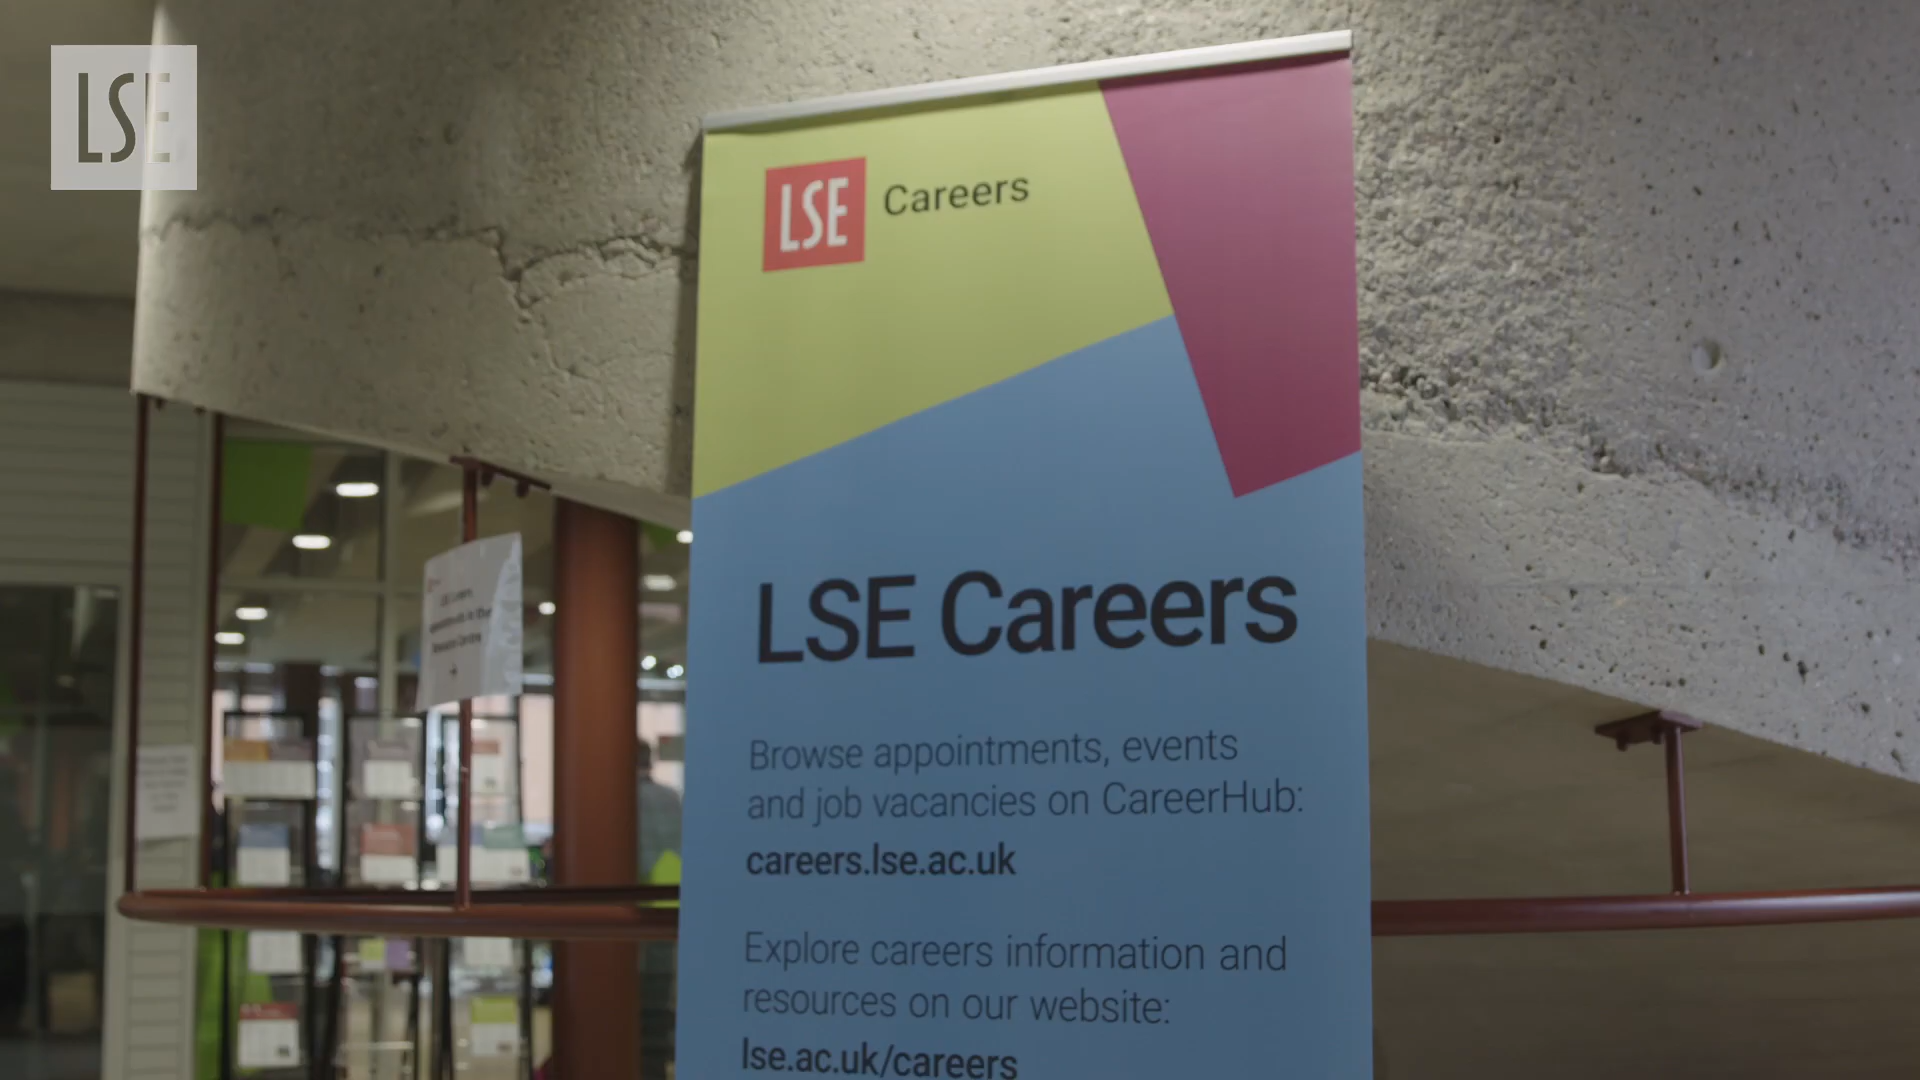 LSE
LSE Careers
LSE Careers
Browse appointments, events
and job vacancies on CareerHub:
careers.lse.ac.uk
Explore careers information and
resources on our website:
lse.ac.uk/careers